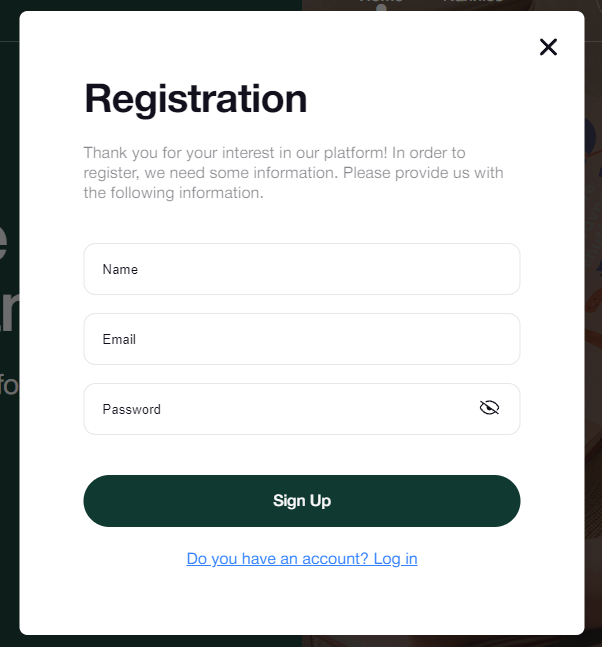 Registration
Thank you for your interest in our platform! In order to
register, we need some information. Please provide us with
the following information.
Name
Email
Password
Sign Up
Do you have an account? Log in